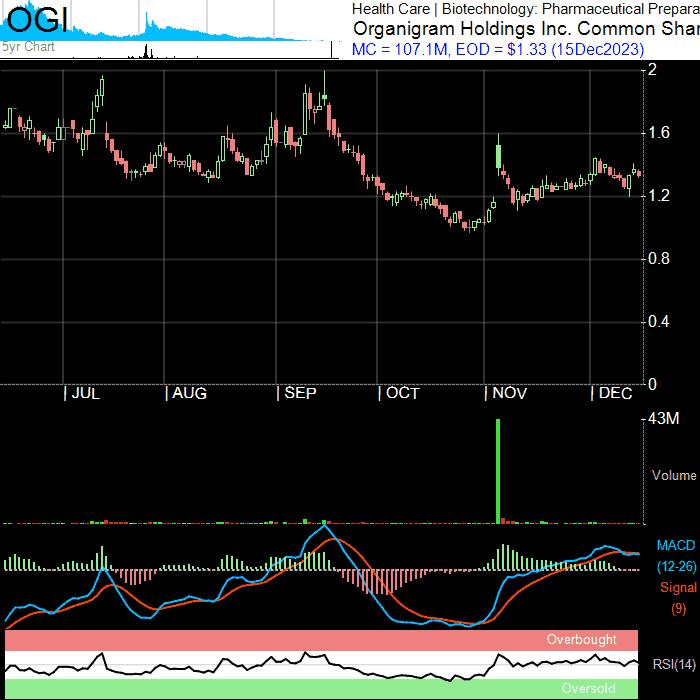 OGI
5yr Chart
Health Care | Biotechnology: Pharmaceutical Prepara
Organigram Holdings Inc. Common Shar
MC = 107.1M, EOD = $1.33 (15Dec2023)
2
1.6
1.2
0.8
0.4
0
| JUL | AUG | SEP | OCT | NOV | DEC
43M
Volume
MACD
(12-26)
Signal
(9)
Overbought
RSI(14)
Oversold